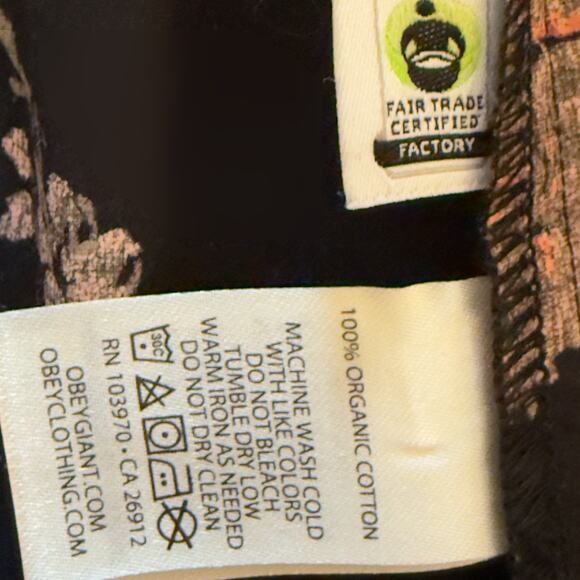 FAIR TRADE
CERTIFIED
FACTORY
100% ORGANIC COTTON
MACHINE WASH COLD
WITH LIKE COLORS
DO NOT BLEACH
TUMBLE DRY LOW
WARM IRON AS NEEDED
DO NOT DRY CLEAN
30C
RN 103970 • CA 26912
OBEYGIANT.COM
OBEYCLOTHING.COM